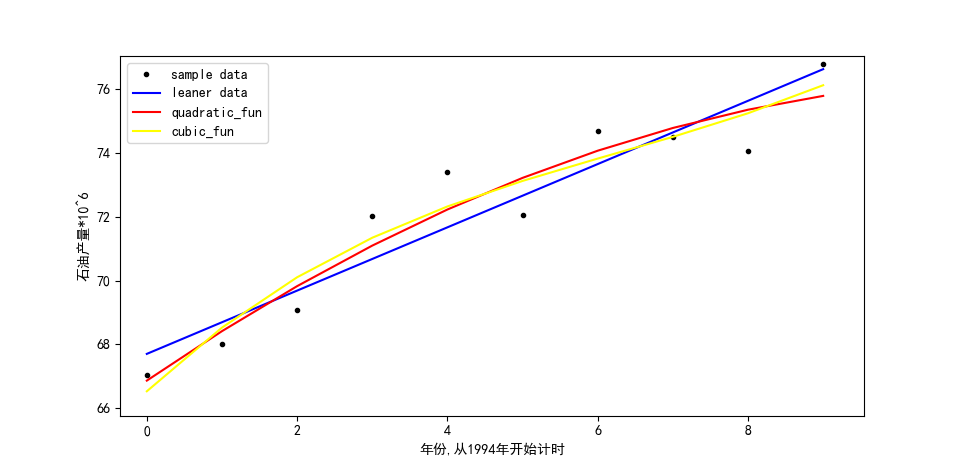 sample data
leaner data
quadratic_fun
cubic_fun
76
74
72
70
68
66
石油产量*10^6
0 2 4 6 8
年份,从1994年开始计时